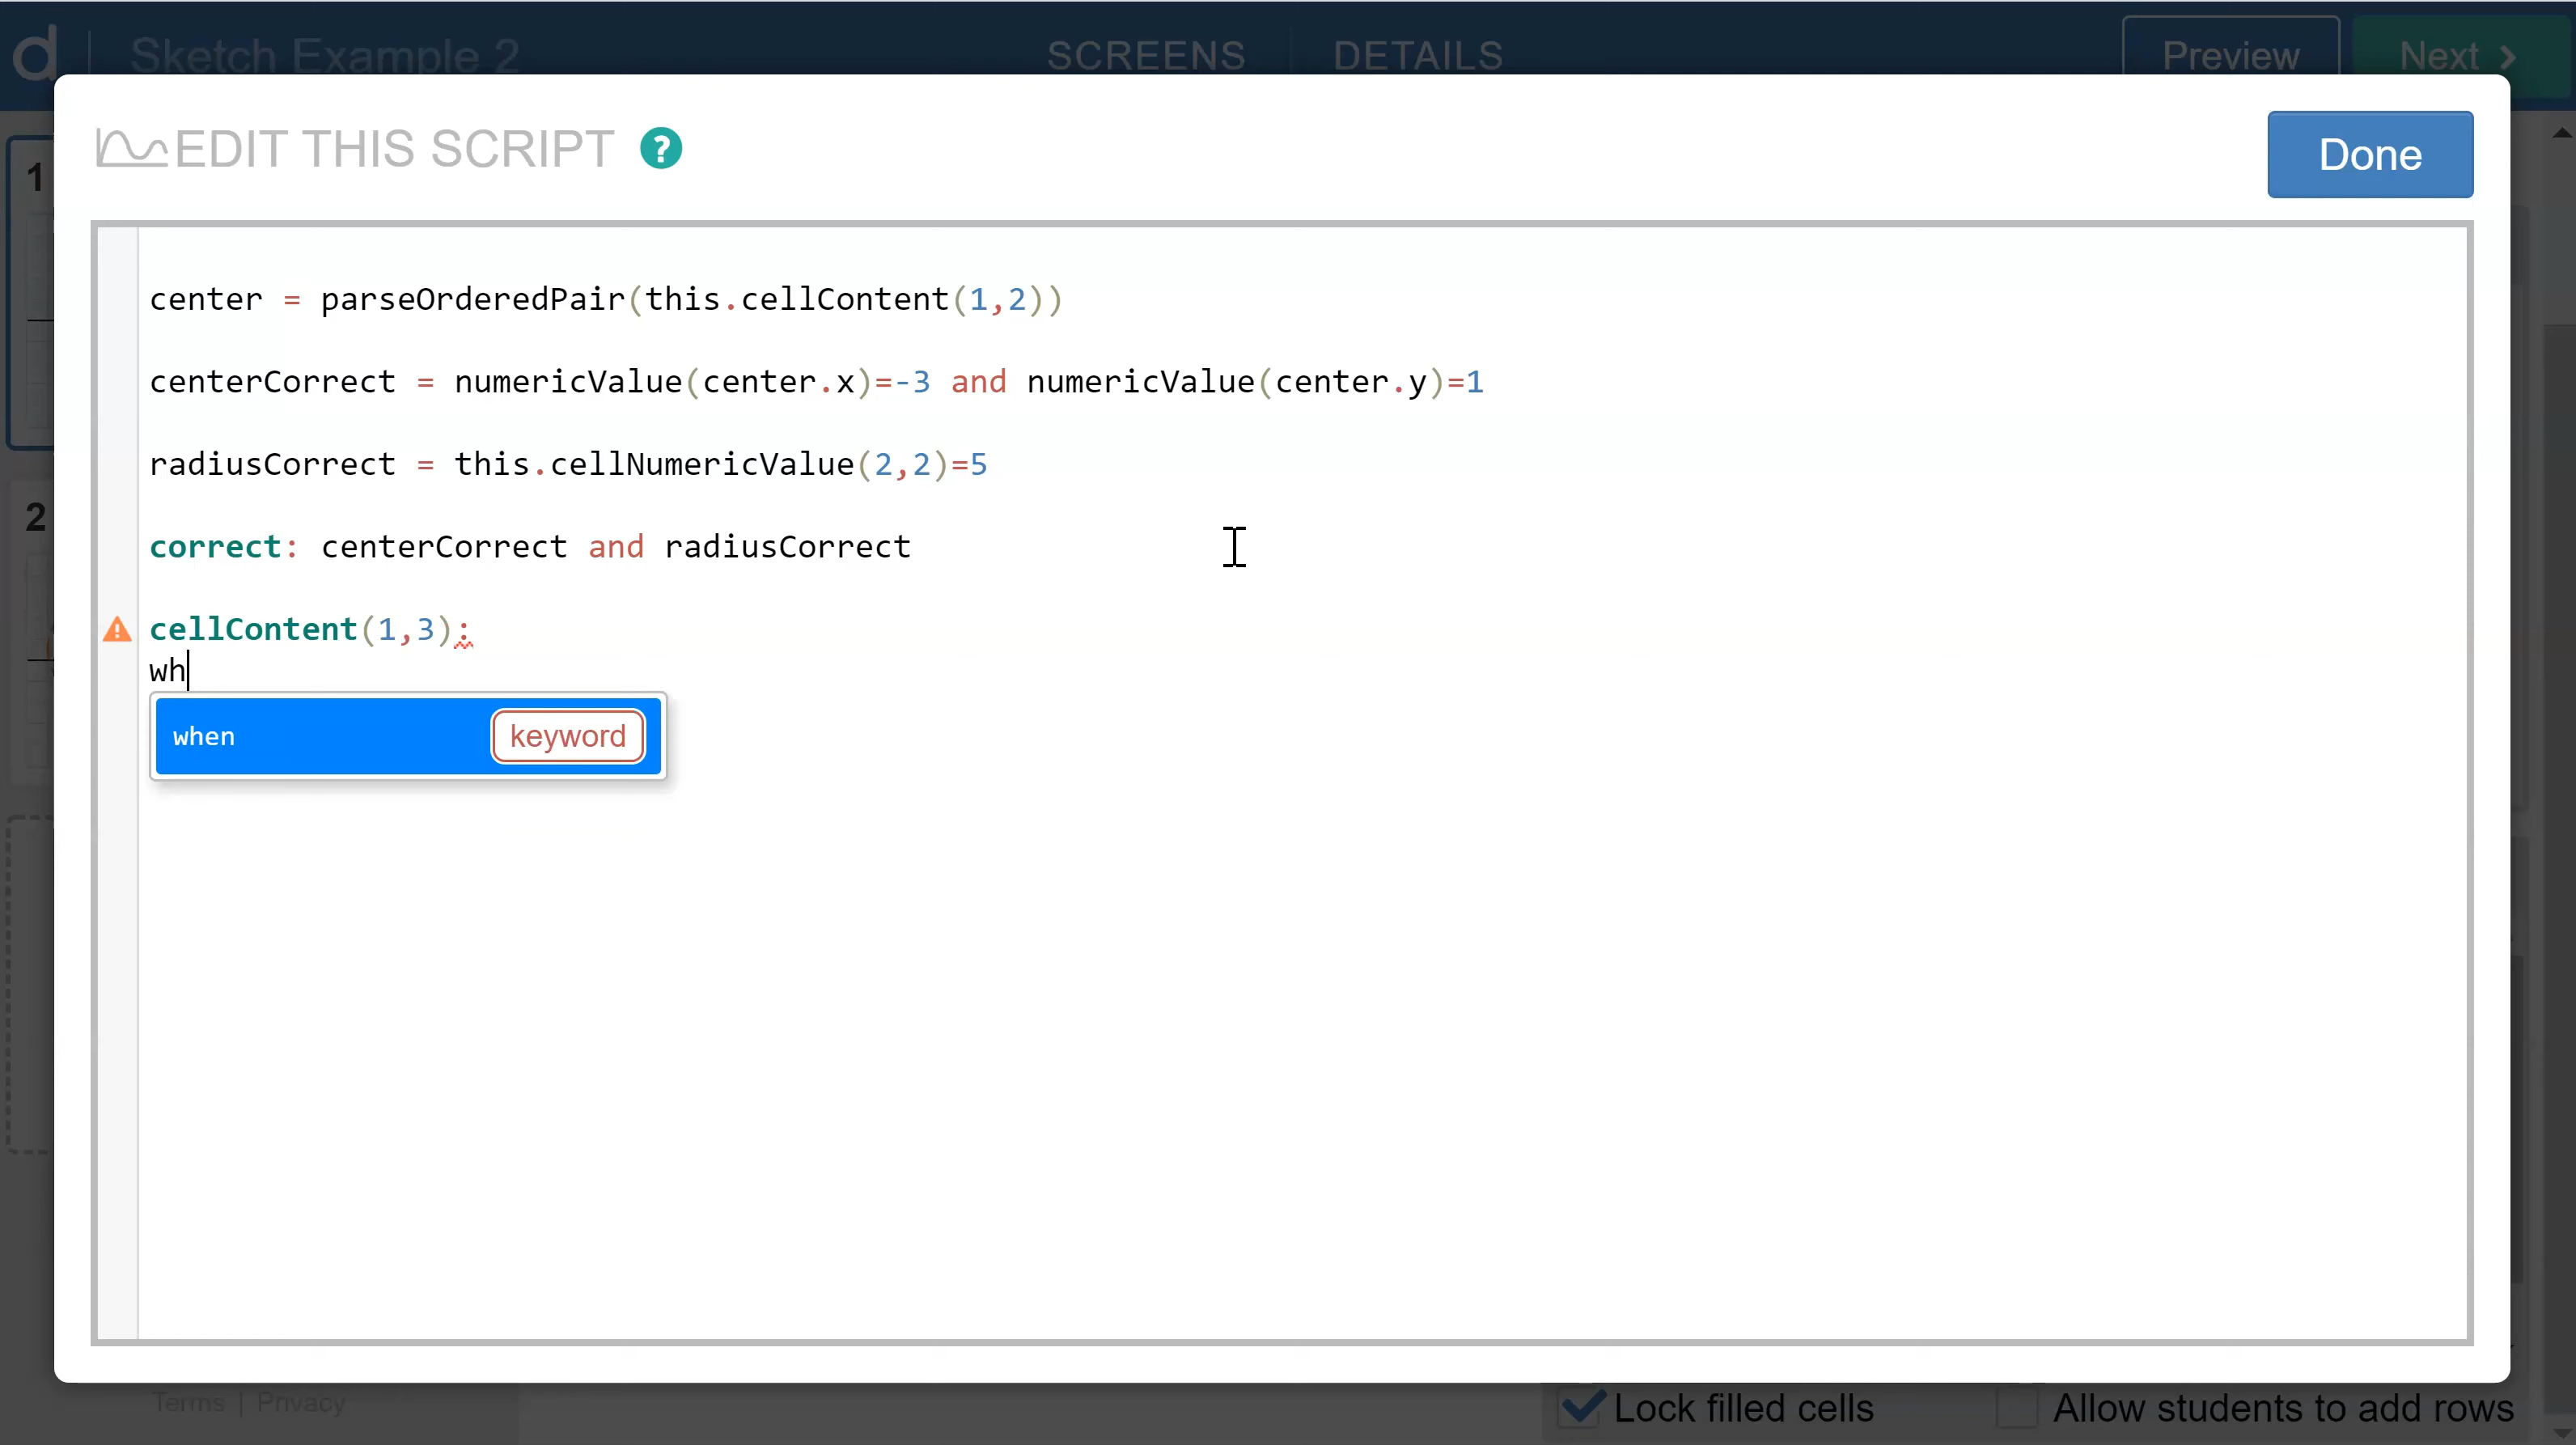 d Sketch Example 2 SCREENS DETAILS Preview Next
EDIT THIS SCRIPT ? Done
1
center = parseOrderedPair(this.cellContent(1,2))
centerCorrect = numericValue(center.x)=-3 and numericValue(center.y)=1
radiusCorrect = this.cellNumericValue(2,2)=5
2
correct: centerCorrect and radiusCorrect
cellContent(1,3):
wh
when keyword
Terms | Privacy
Lock filled cells Allow students to add rows